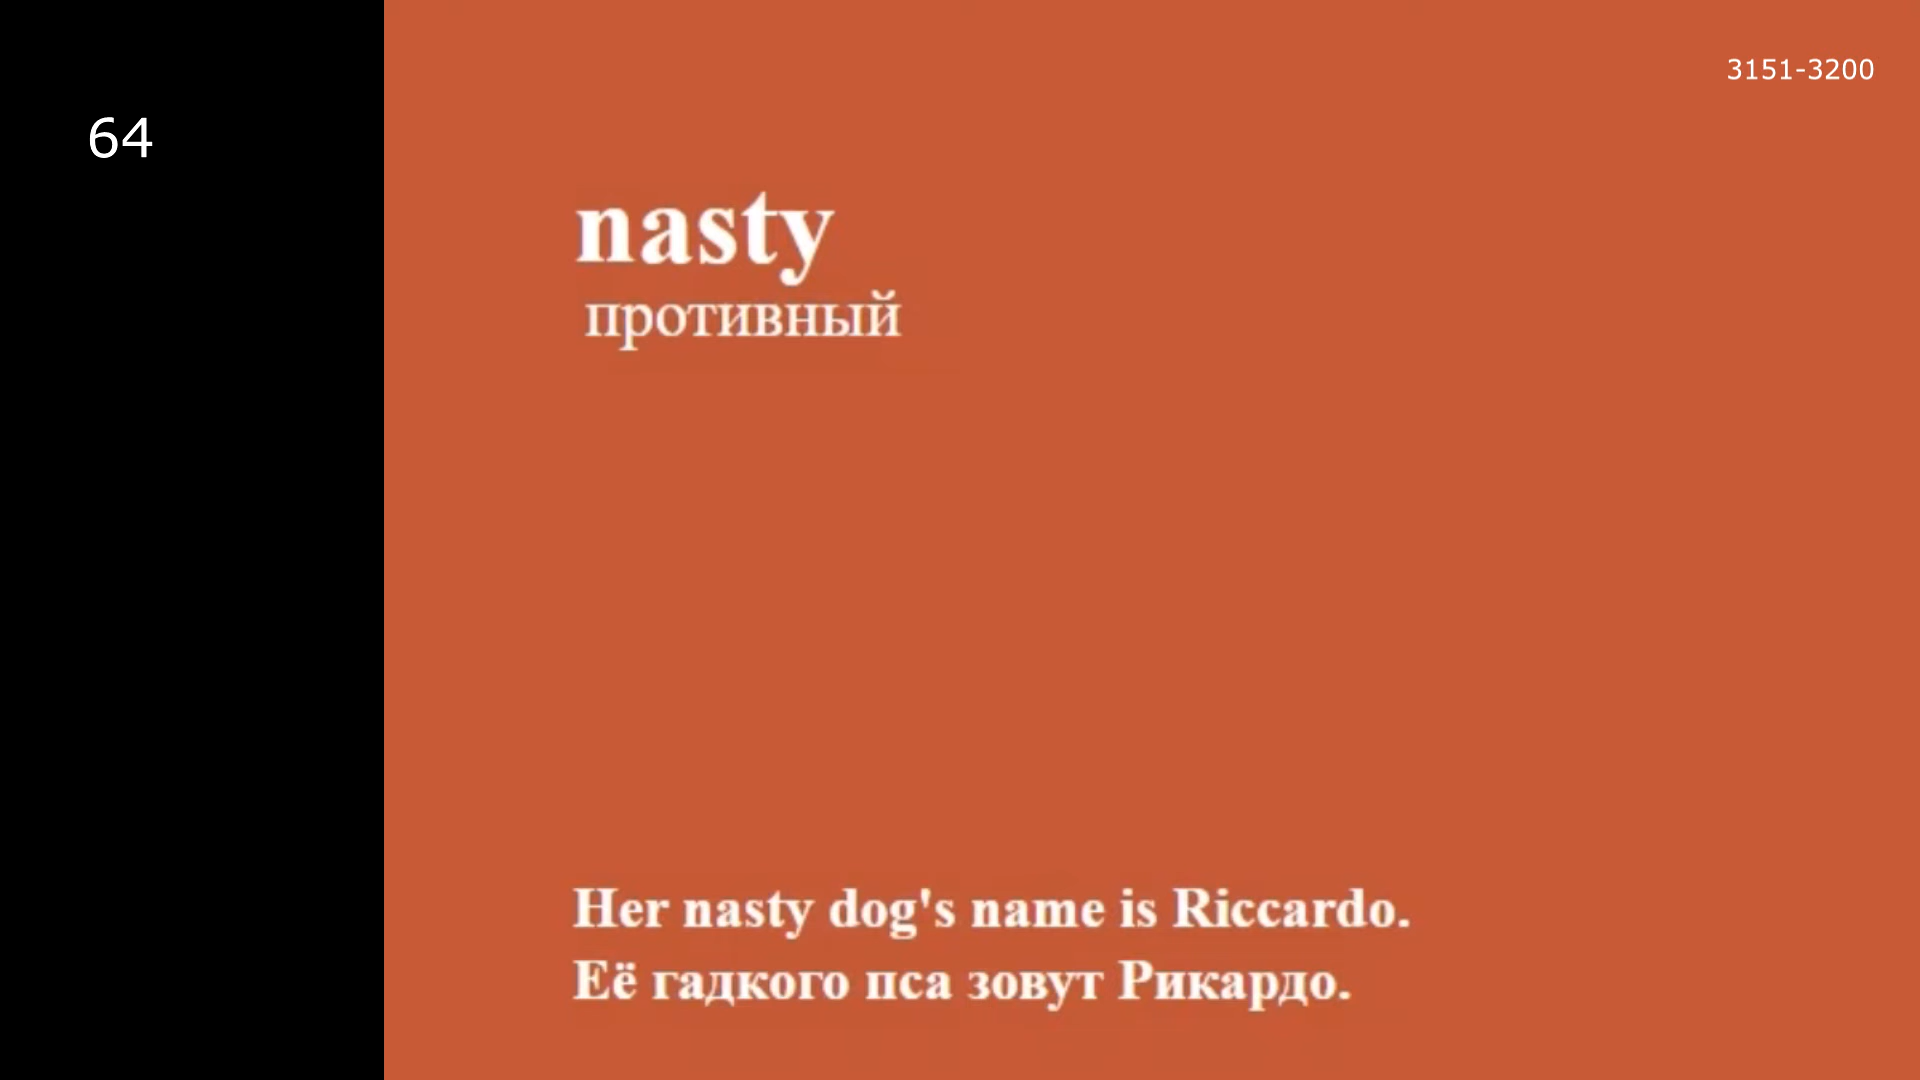 64
3151-3200
nasty
противный
Her nasty dog's name is Riccardo.
Её гадкого пса зовут Рикардо.